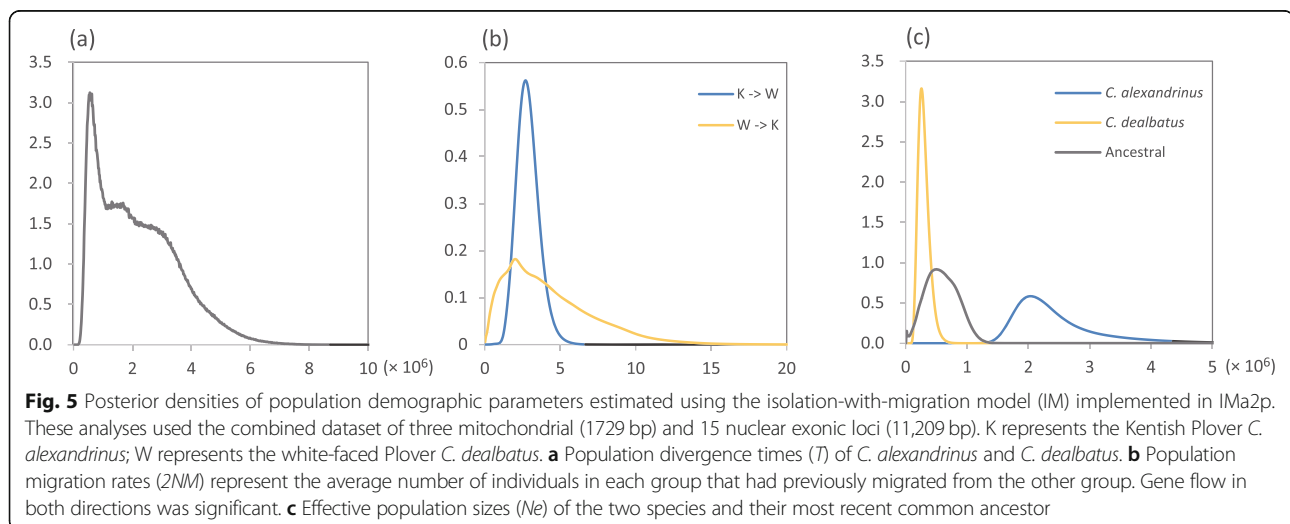 (a)
3.5
3.0
2.5
2.0
1.5
1.0
0.5
0.0
0 2 4 6 8 10 (× 10⁶)
(b)
0.6
0.5
0.4
0.3
0.2
0.1
0
0 5 10 15 20
K -> W
W -> K
(c)
3.5
3.0
2.5
2.0
1.5
1.0
0.5
0.0
0 1 2 3 4 5 (× 10⁶)
C. alexandrinus
C. dealbatus
Ancestral
Fig. 5 Posterior densities of population demographic parameters estimated using the isolation-with-migration model (IM) implemented in IMa2p.
These analyses used the combined dataset of three mitochondrial (1729 bp) and 15 nuclear exonic loci (11,209 bp). K represents the Kentish Plover C.
alexandrinus; W represents the white-faced Plover C. dealbatus. a Population divergence times (T) of C. alexandrinus and C. dealbatus. b Population
migration rates (2NM) represent the average number of individuals in each group that had previously migrated from the other group. Gene flow in
both directions was significant. c Effective population sizes (Ne) of the two species and their most recent common ancestor